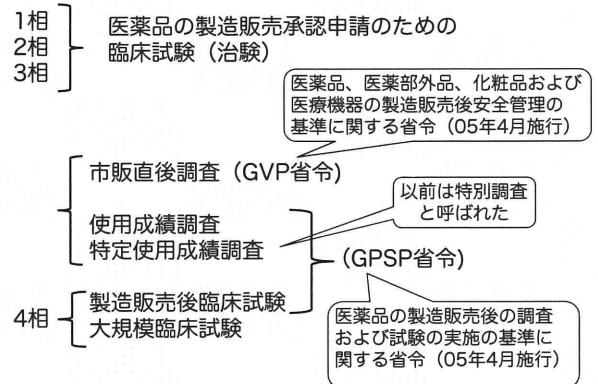 1相
2相
3相
医薬品の製造販売承認申請のための
臨床試験（治験）
医薬品、医薬部外品、化粧品および
医療機器の製造販売後安全管理の
基準に関する省令（05年4月施行）
市販直後調査（GVP省令)
以前は特別調査
と呼ばれた
使用成績調査
特定使用成績調査
(GPSP省令)
4相
製造販売後臨床試験
大規模臨床試験
医薬品の製造販売後の調査
および試験の実施の基準に
関する省令（05年4月施行）